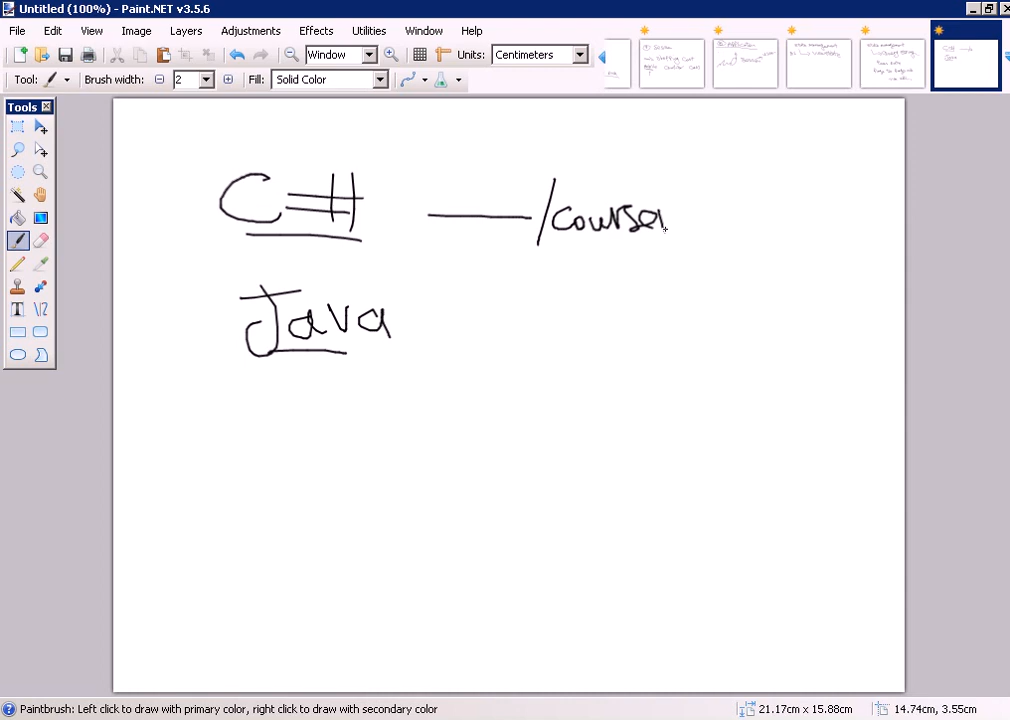 Untitled (100%) - Paint.NET v3.5.6
File Edit View Image Layers Adjustments Effects Utilities Window Help
Window Units: Centimeters
Tool: Brush width: 2 Fill: Solid Color
Tools
C# /course
Java
Paintbrush: Left click to draw with primary color, right click to draw with secondary color 21.17cm x 15.88cm 14.74cm, 3.55cm